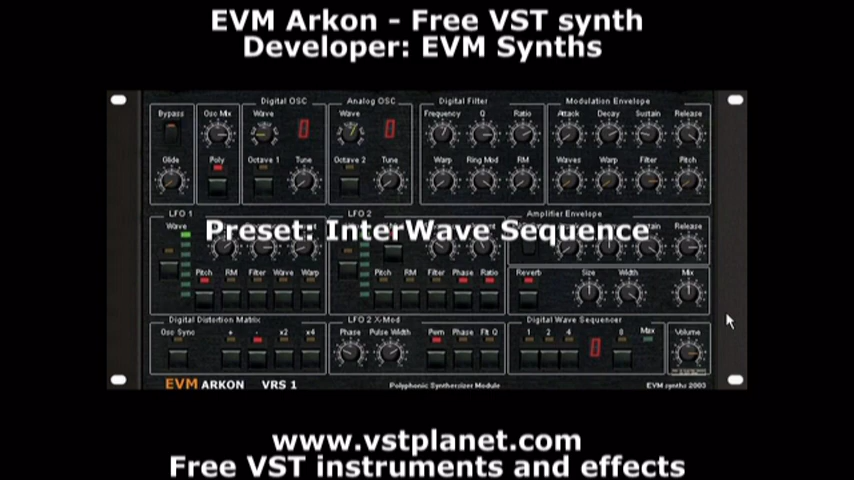 EVM Arkon - Free VST synth
Developer: EVM Synths
Digital OSC Analog OSC Digital Filter Modulation Envelope
Bypass Osc Mix Wave Wave Frequency Q Ratio Attack Decay Sustain Release
Glide Poly Octave 1 Tune Octave 2 Tune Warp Ring Mod RM Waves Warp Filter Pitch
LFO 1 LFO 2 Amplifier Envelope
Wave Release
Preset: InterWave Sequence
Pitch RM Filter Wave Warp Pitch RM Filter Phase Ratio Reverb Size Width Mix
Digital Distortion Matrix LFO 2 X-Mod Digital Wave Sequencer
Osc Sync + - x2 x4 Phase Pulse Width Pwm Phase Flt Q 1 2 4 8 Max Volume
EVM ARKON VRS 1 Polyphonic Synthesizer Module EVM synths 2003
www.vstplanet.com
Free VST instruments and effects